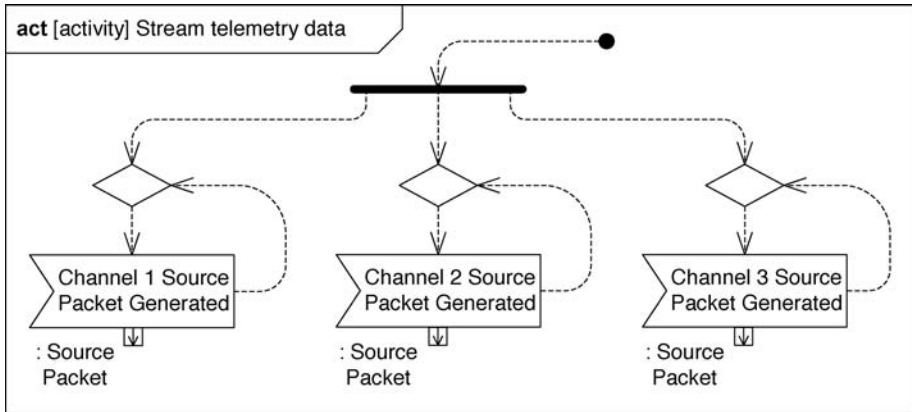 act [activity] Stream telemetry data
Channel 1 Source
Packet Generated
: Source
Packet
Channel 2 Source
Packet Generated
: Source
Packet
Channel 3 Source
Packet Generated
: Source
Packet